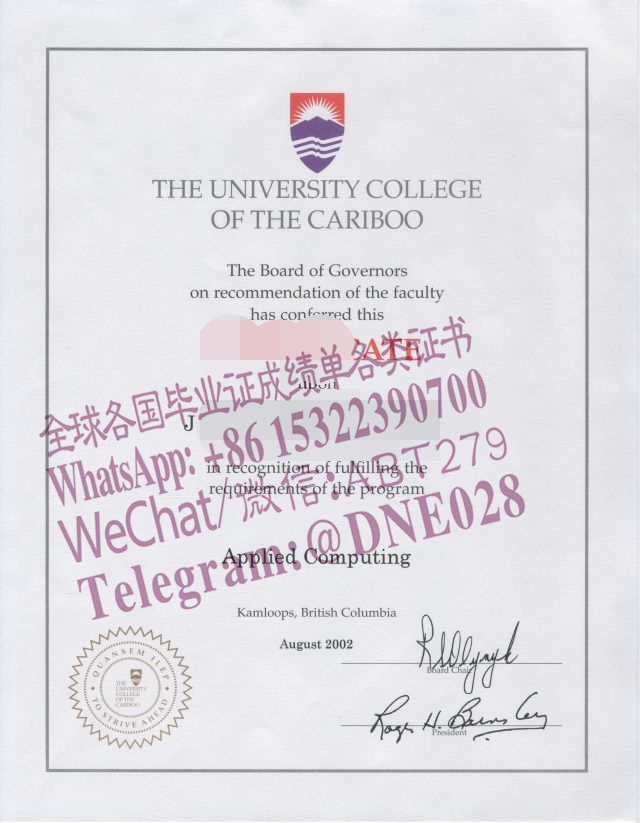 THE UNIVERSITY COLLEGE
OF THE CARIBOO
The Board of Governors
on recommendation of the faculty
has conferred this
ATE
upon
J
全球各国毕业证成绩单各类证书
WhatsApp: +86 15322390700
in recognition of fulfilling the
requirements of the program
WeChat/微信:ABT279
Telegram:@DNE028
Applied Computing
Kamloops, British Columbia
August 2002
Board Chair
President
QUANSEM ILEP
THE
UNIVERSITY
COLLEGE
OF THE
CARIBOO
TO STRIVE AHEAD